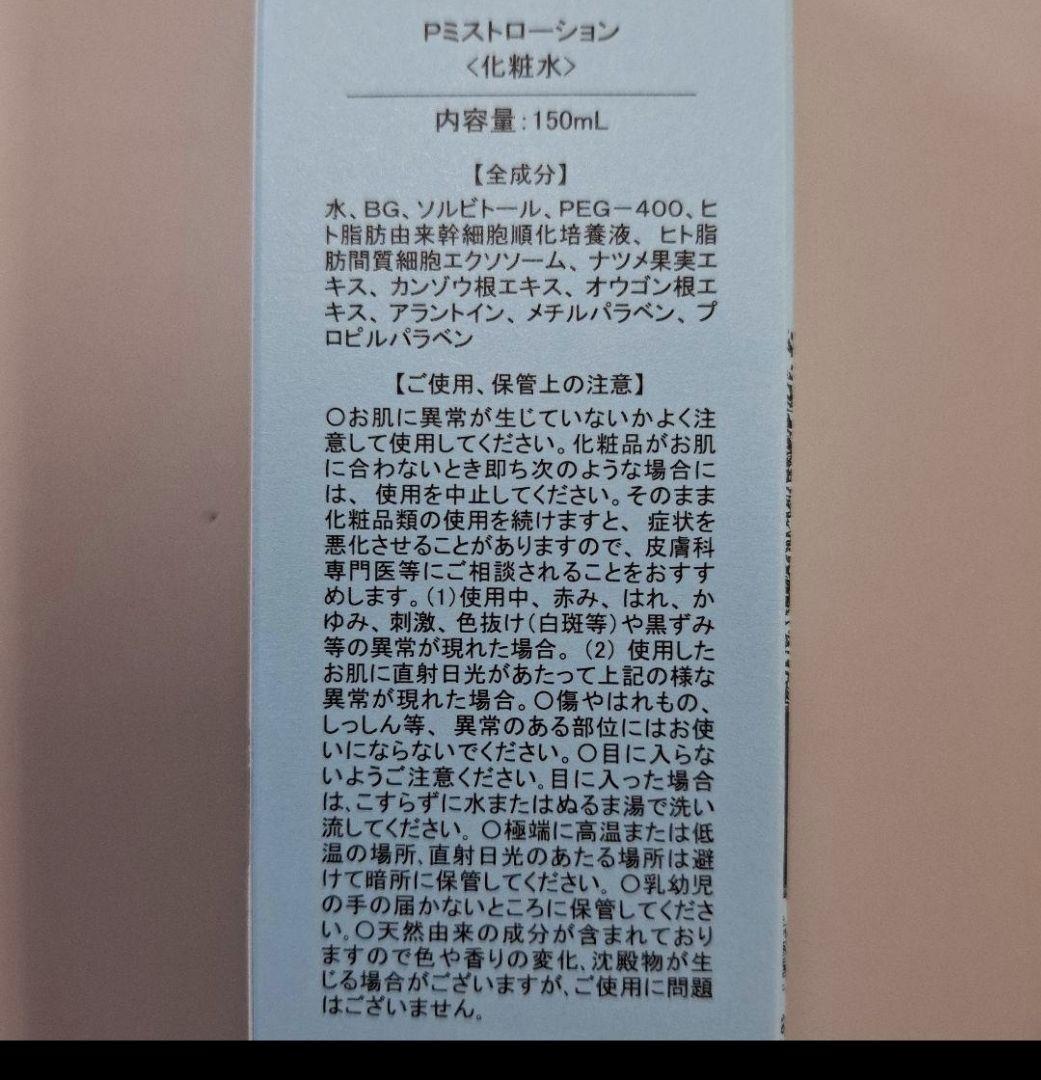 Pミストローション
<化粧水>
内容量:150mL
【全成分】
水、BG、ソルビトール、PEG－400、ヒ
ト脂肪由来幹細胞順化培養液、ヒト脂
肪間質細胞エクソソーム、ナツメ果実エ
キス、カンゾウ根エキス、オウゴン根エ
キス、アラントイン、メチルパラベン、プ
ロピルパラベン
【ご使用、保管上の注意】
○お肌に異常が生じていないかよく注
意して使用してください。化粧品がお肌
に合わないとき即ち次のような場合に
は、使用を中止してください。そのまま
化粧品類の使用を続けますと、症状を
悪化させることがありますので、皮膚科
専門医等にご相談されることをおすす
めします。(1)使用中、赤み、はれ、か
ゆみ、刺激、色抜け(白斑等)や黒ずみ
等の異常が現れた場合。(2) 使用した
お肌に直射日光があたって上記の様な
異常が現れた場合。○傷やはれもの、
しっしん等、異常のある部位にはお使
いにならないでください。○目に入らな
いようご注意ください。目に入った場合
は、こすらずに水またはぬるま湯で洗い
流してください。○極端に高温または低
温の場所、直射日光のあたる場所は避
けて暗所に保管してください。○乳幼児
の手の届かないところに保管してくださ
い。○天然由来の成分が含まれており
ますので色や香りの変化、沈殿物が生
じる場合がございますが、ご使用に問題
はございません。